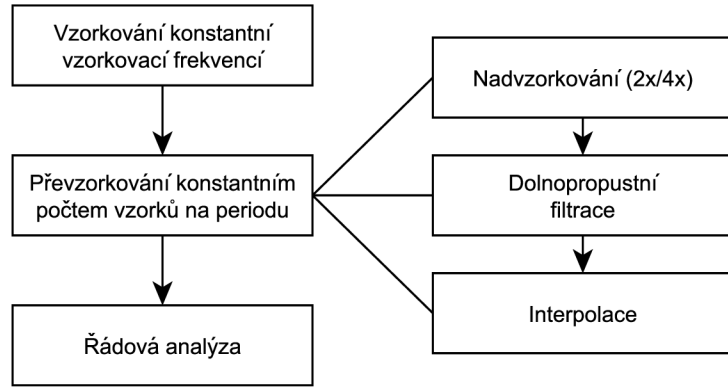 Vzorkování konstantní
vzorkovací frekvencí
Převzorkování konstantním
počtem vzorků na periodu
Řádová analýza
Nadvzorkování (2x/4x)
Dolnopropustní
filtrace
Interpolace